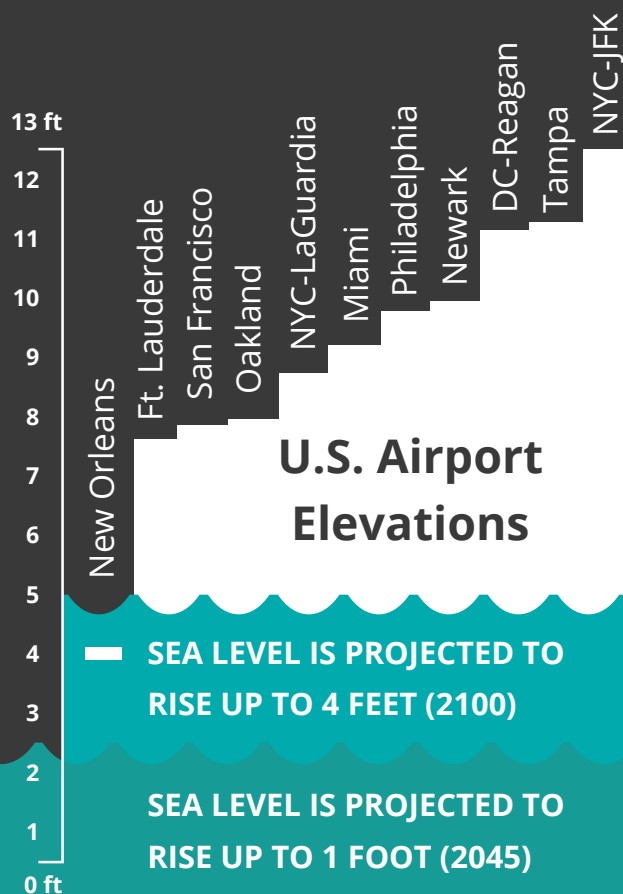 13 ft
12
11
10
9
8
7
6
5
4
3
2
1
0 ft
New Orleans
Ft. Lauderdale
San Francisco
Oakland
NYC-LaGuardia
Miami
Philadelphia
Newark
DC-Reagan
Tampa
NYC-JFK
U.S. Airport
Elevations
SEA LEVEL IS PROJECTED TO
RISE UP TO 4 FEET (2100)
SEA LEVEL IS PROJECTED TO
RISE UP TO 1 FOOT (2045)